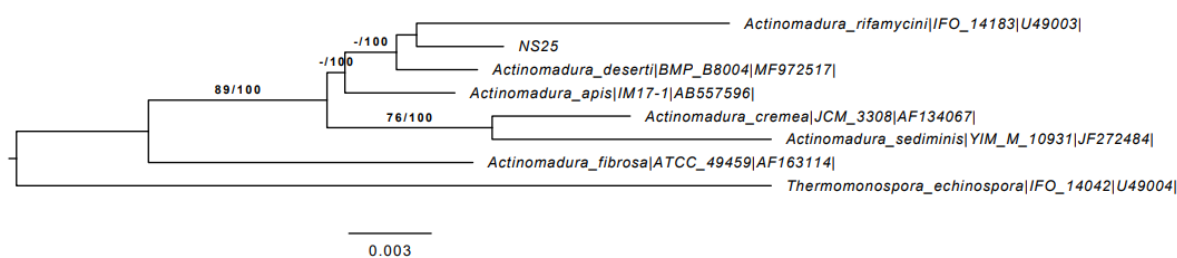 Actinomadura_rifamycini|IFO_14183|U49003|
-/100
NS25
-/100
Actinomadura_deserti|BMP_B8004|MF972517|
89/100
Actinomadura_apis|IM17-1|AB557596|
76/100
Actinomadura_cremea|JCM_3308|AF134067|
Actinomadura_sediminis|YIM_M_10931|JF272484|
Actinomadura_fibrosa|ATCC_49459|AF163114|
Thermomonospora_echinospora|IFO_14042|U49004|
0.003